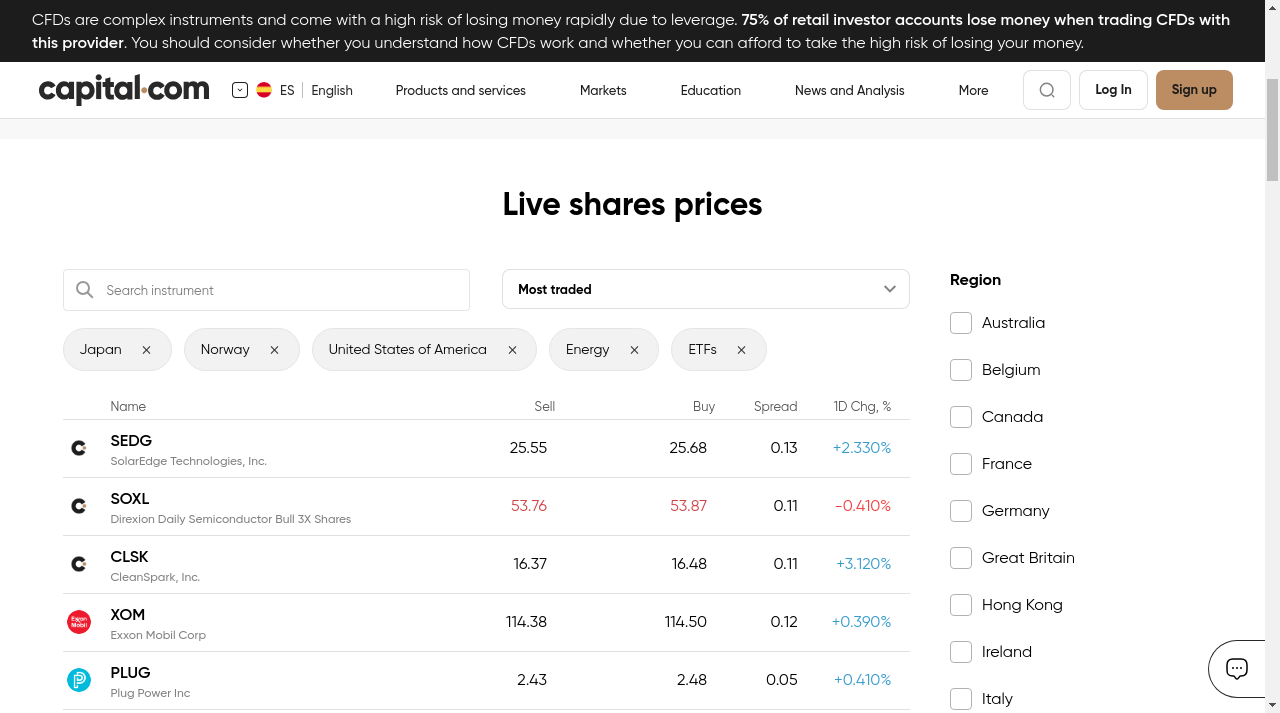 CFDs are complex instruments and come with a high risk of losing money rapidly due to leverage. 75% of retail investor accounts lose money when trading CFDs with
this provider. You should consider whether you understand how CFDs work and whether you can afford to take the high risk of losing your money.
capital.com ES English Products and services Markets Education News and Analysis More Log In Sign up
Live shares prices
Search instrument Most traded
Japan × Norway × United States of America × Energy × ETFs ×
Name Sell Buy Spread 1D Chg, %
SEDG 25.55 25.68 0.13 +2.330%
SolarEdge Technologies, Inc.
SOXL 53.76 53.87 0.11 -0.410%
Direxion Daily Semiconductor Bull 3X Shares
CLSK 16.37 16.48 0.11 +3.120%
CleanSpark, Inc.
Exxon Mobil XOM 114.38 114.50 0.12 +0.390%
Exxon Mobil Corp
PLUG 2.43 2.48 0.05 +0.410%
Plug Power Inc
Region
Australia
Belgium
Canada
France
Germany
Great Britain
Hong Kong
Ireland
Italy